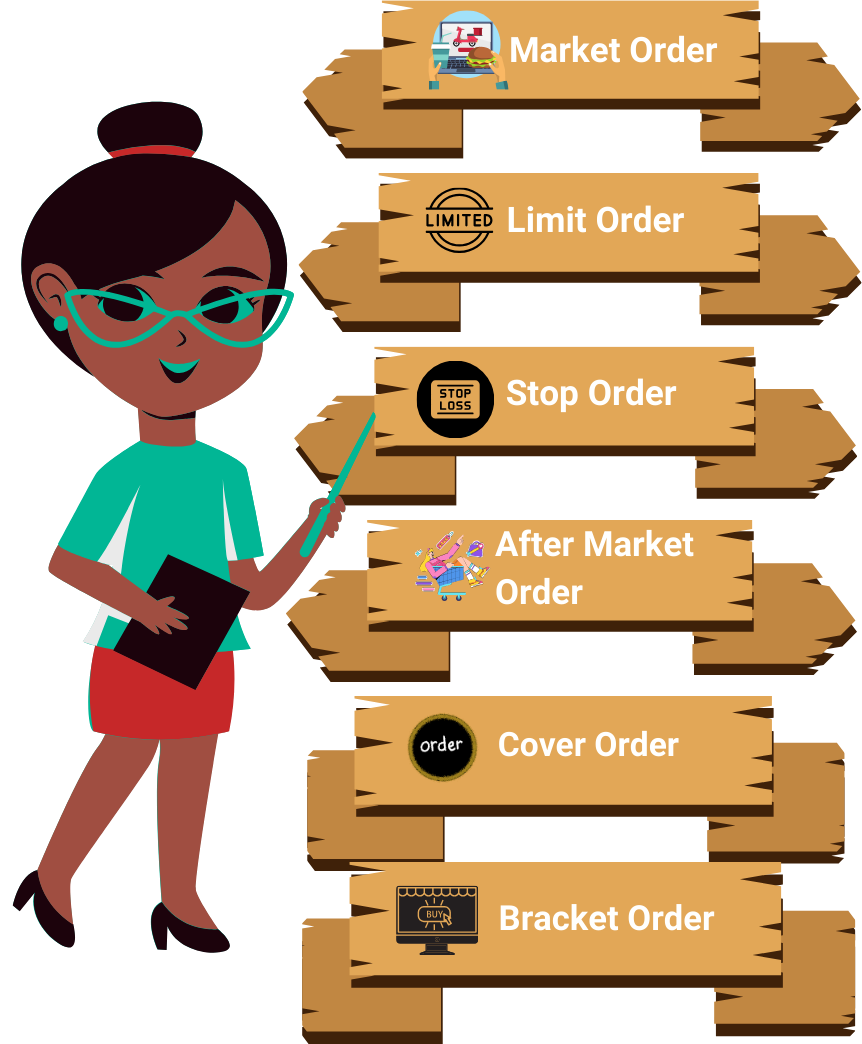 Market Order
LIMITED
Limit Order
STOP
LOSS
Stop Order
After Market
Order
order
Cover Order
BUY
Bracket Order